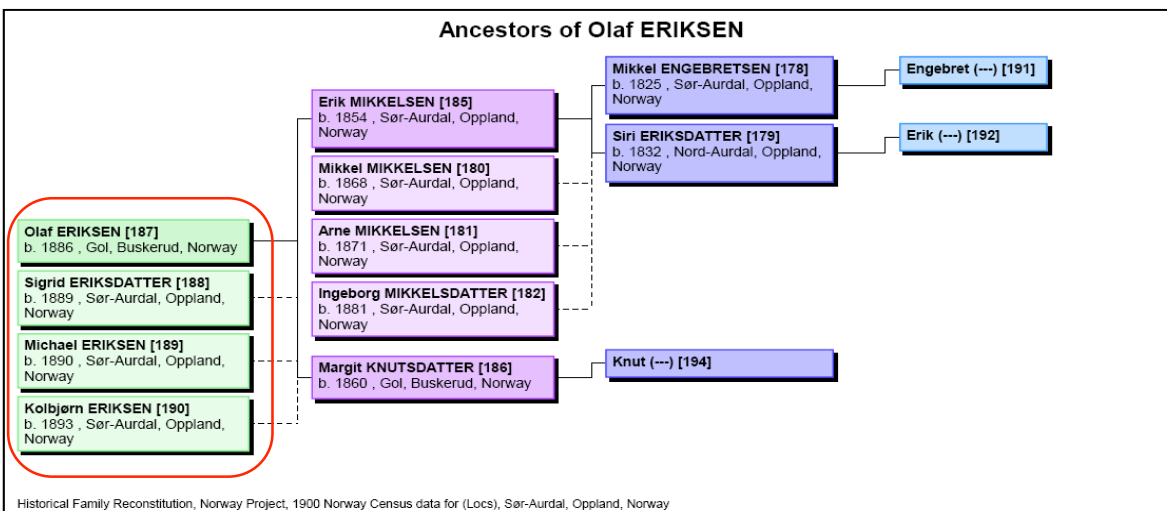 Ancestors of Olaf ERIKSEN
Olaf ERIKSEN [187]
b. 1886 , Gol, Buskerud, Norway
Sigrid ERIKSDATTER [188]
b. 1889 , Sør-Aurdal, Oppland,
Norway
Michael ERIKSEN [189]
b. 1890 , Sør-Aurdal, Oppland,
Norway
Kolbjørn ERIKSEN [190]
b. 1893 , Sør-Aurdal, Oppland,
Norway
Erik MIKKELSEN [185]
b. 1854 , Sør-Aurdal, Oppland,
Norway
Mikkel MIKKELSEN [180]
b. 1868 , Sør-Aurdal, Oppland,
Norway
Arne MIKKELSEN [181]
b. 1871 , Sør-Aurdal, Oppland,
Norway
Ingeborg MIKKELSDATTER [182]
b. 1881 , Sør-Aurdal, Oppland,
Norway
Margit KNUTSDATTER [186]
b. 1860 , Gol, Buskerud, Norway
Mikkel ENGEBRETSEN [178]
b. 1825 , Sør-Aurdal, Oppland,
Norway
Siri ERIKSDATTER [179]
b. 1832 , Nord-Aurdal, Oppland,
Norway
Knut (---) [194]
Engebret (---) [191]
Erik (---) [192]
Historical Family Reconstitution, Norway Project, 1900 Norway Census data for (Locs), Sør-Aurdal, Oppland, Norway